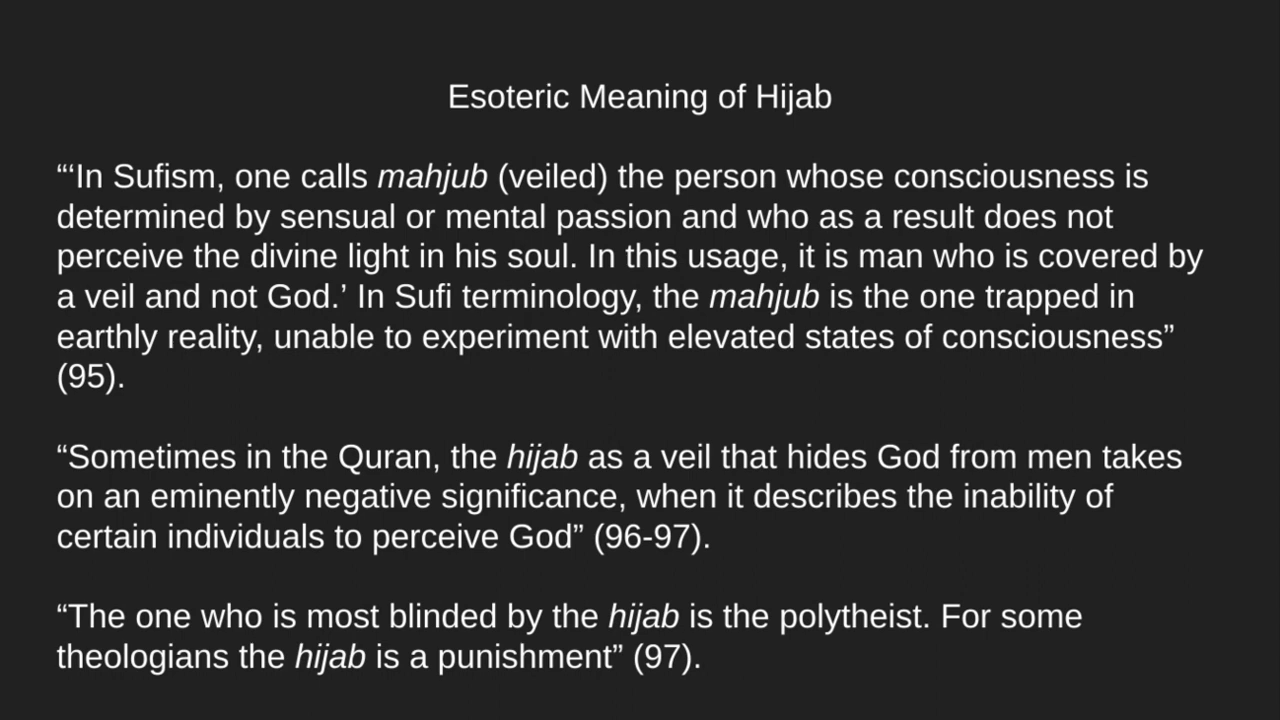 Esoteric Meaning of Hijab
“‘In Sufism, one calls mahjub (veiled) the person whose consciousness is
determined by sensual or mental passion and who as a result does not
perceive the divine light in his soul. In this usage, it is man who is covered by
a veil and not God.’ In Sufi terminology, the mahjub is the one trapped in
earthly reality, unable to experiment with elevated states of consciousness”
(95).
“Sometimes in the Quran, the hijab as a veil that hides God from men takes
on an eminently negative significance, when it describes the inability of
certain individuals to perceive God” (96-97).
“The one who is most blinded by the hijab is the polytheist. For some
theologians the hijab is a punishment” (97).